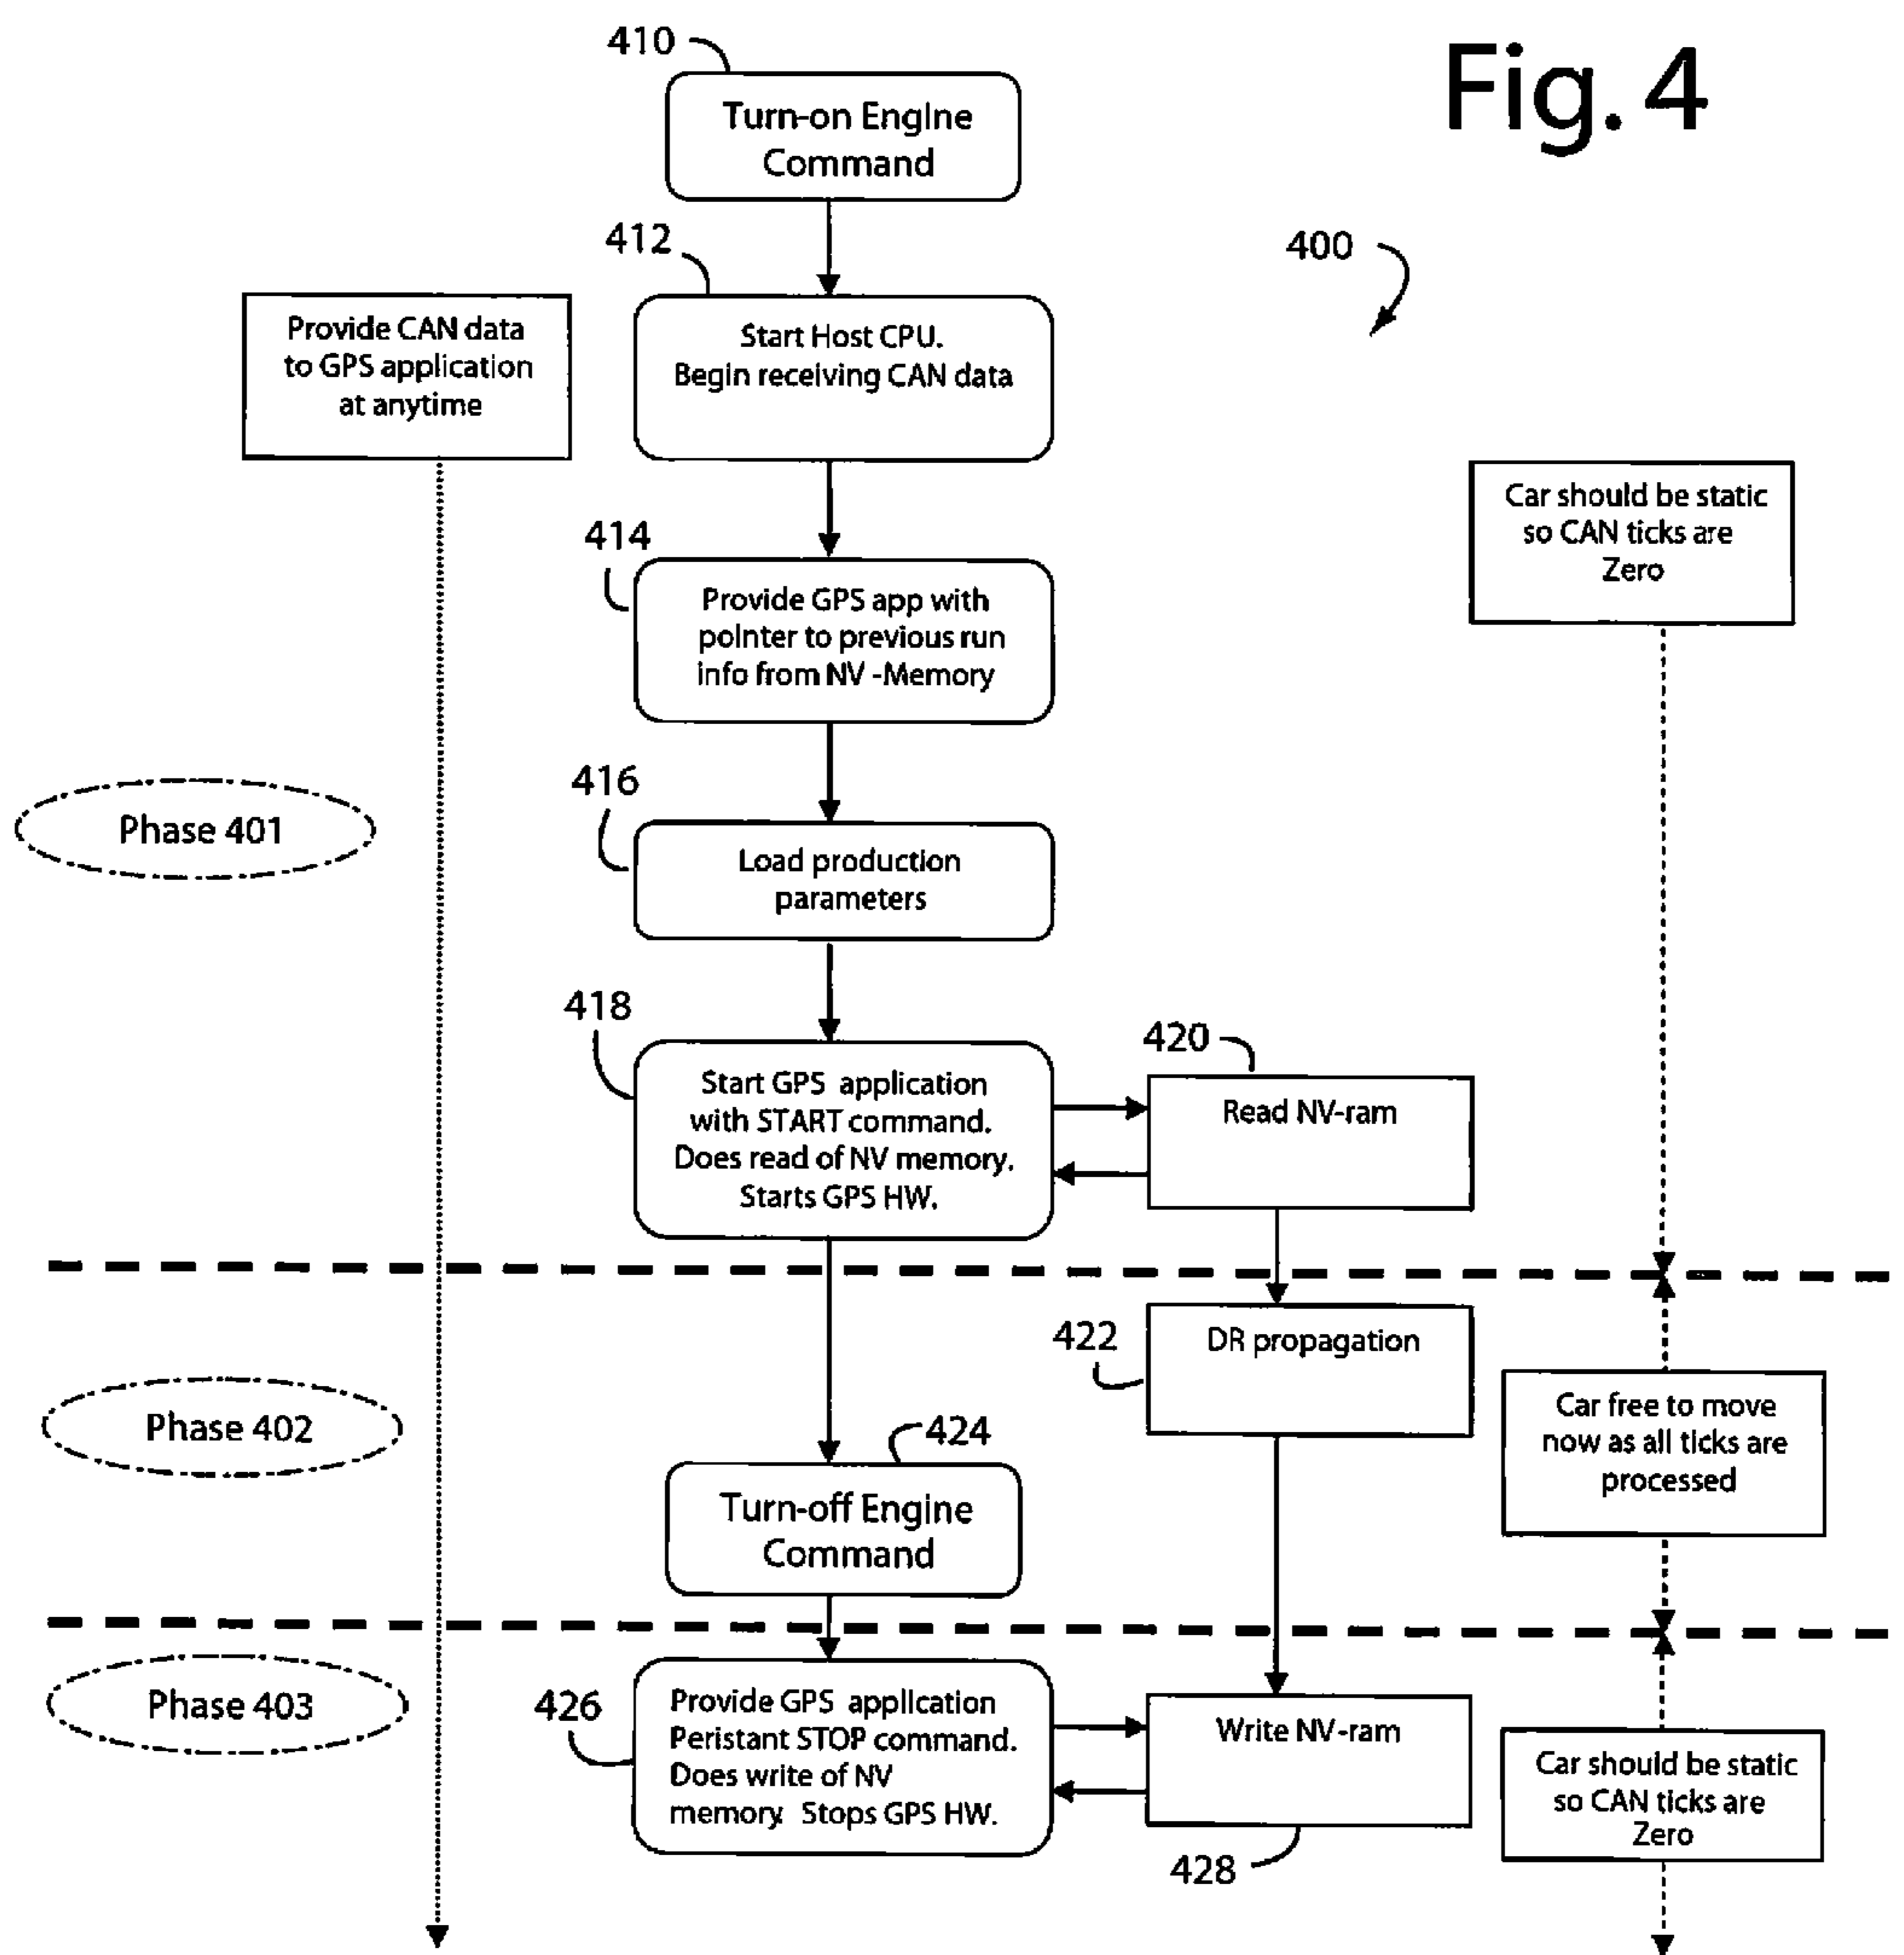 Fig. 4
410
Turn-on Engine
Command
400
412
Start Host CPU.
Begin receiving CAN data
Provide CAN data
to GPS application
at anytime
Car should be static
so CAN ticks are
Zero
414
Provide GPS app with
pointer to previous run
info from NV -Memory
Phase 401
416
Load production
parameters
418
Start GPS application
with START command.
Does read of NV memory.
Starts GPS HW.
420
Read NV-ram
422
DR propagation
Phase 402
Car free to move
now as all ticks are
processed
424
Turn-off Engine
Command
Phase 403
426
Provide GPS application
Peristant STOP command.
Does write of NV
memory. Stops GPS HW.
Write NV-ram
428
Car should be static
so CAN ticks are
Zero